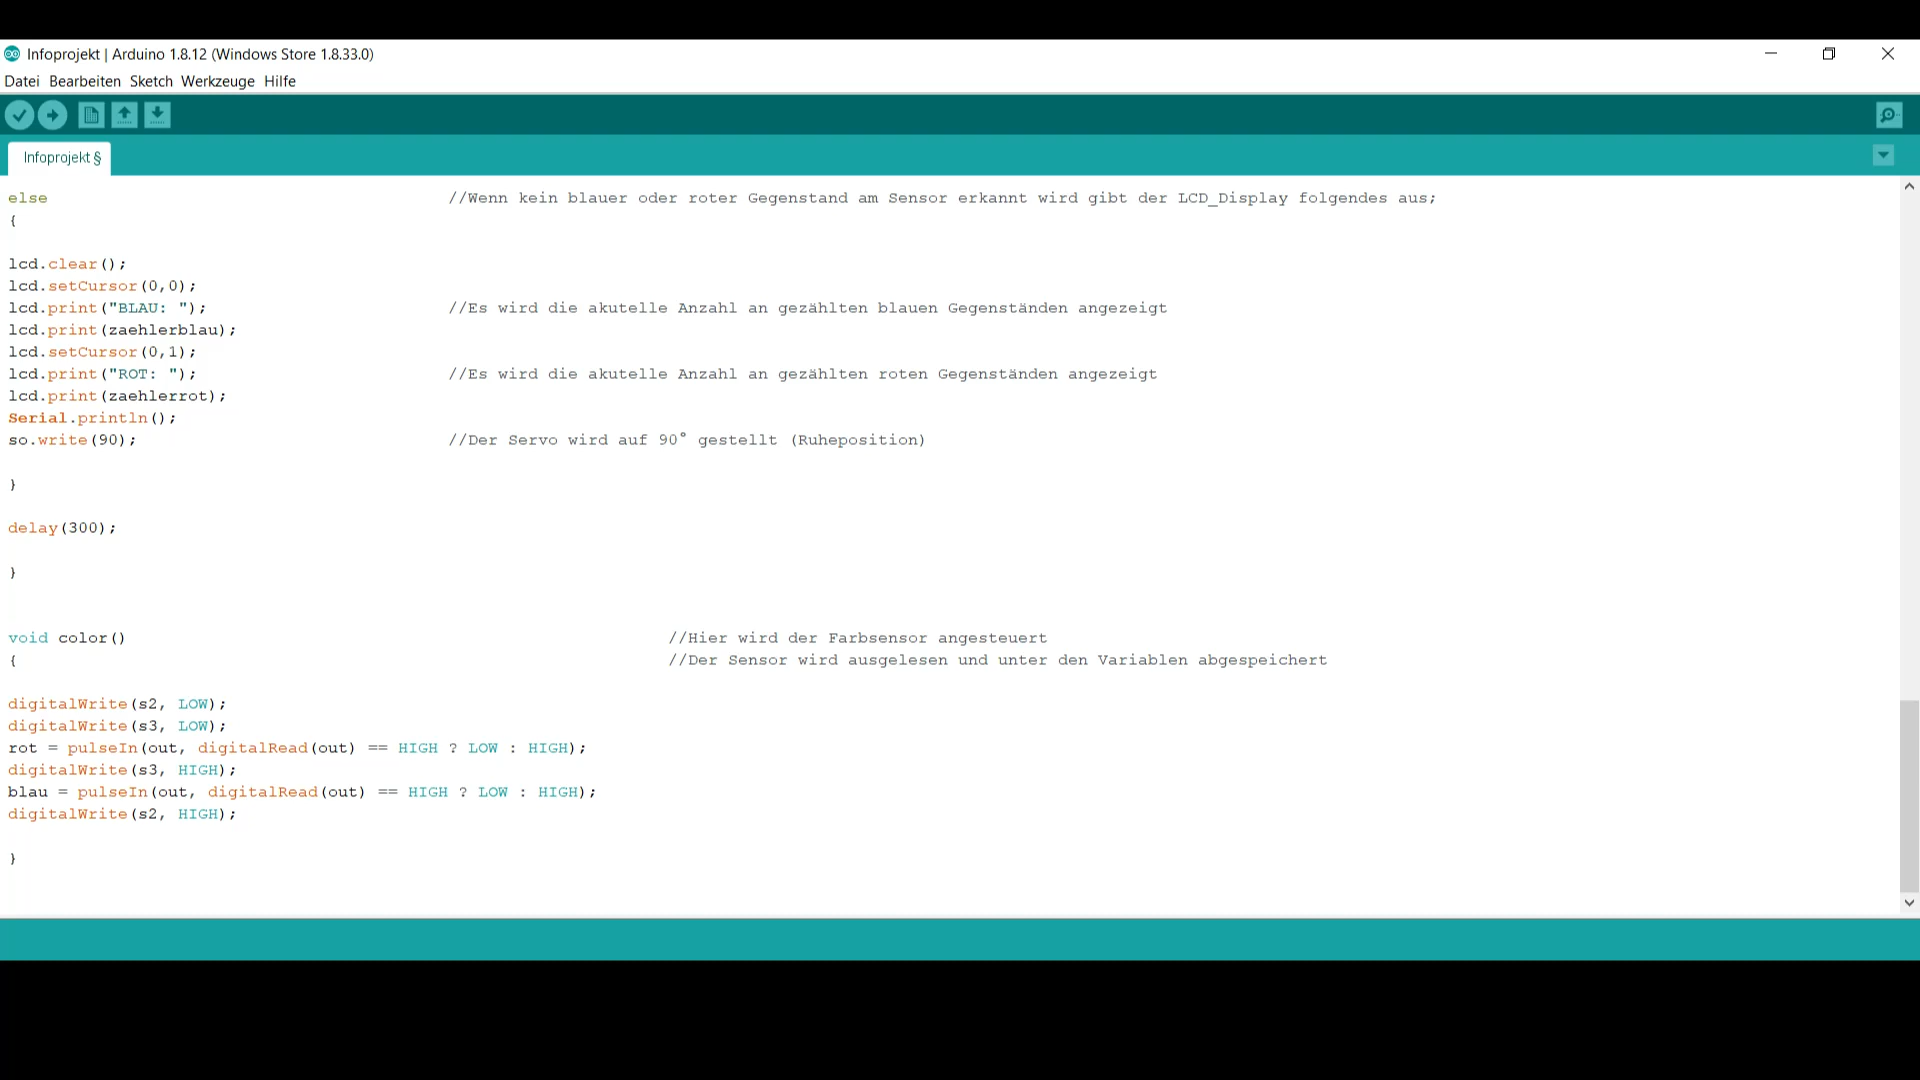 Infoprojekt | Arduino 1.8.12 (Windows Store 1.8.33.0)
Datei Bearbeiten Sketch Werkzeuge Hilfe
Infoprojekt §
else //Wenn kein blauer oder roter Gegenstand am Sensor erkannt wird gibt der LCD_Display folgendes aus;
{
lcd.clear();
lcd.setCursor(0,0);
lcd.print("BLAU: "); //Es wird die akutelle Anzahl an gezählten blauen Gegenständen angezeigt
lcd.print(zaehlerblau);
lcd.setCursor(0,1);
lcd.print("ROT: "); //Es wird die akutelle Anzahl an gezählten roten Gegenständen angezeigt
lcd.print(zaehlerrot);
Serial.println();
so.write(90); //Der Servo wird auf 90° gestellt (Ruheposition)
}
delay(300);
}
void color() //Hier wird der Farbsensor angesteuert
{ //Der Sensor wird ausgelesen und unter den Variablen abgespeichert
digitalWrite(s2, LOW);
digitalWrite(s3, LOW);
rot = pulseIn(out, digitalRead(out) == HIGH ? LOW : HIGH);
digitalWrite(s3, HIGH);
blau = pulseIn(out, digitalRead(out) == HIGH ? LOW : HIGH);
digitalWrite(s2, HIGH);
}